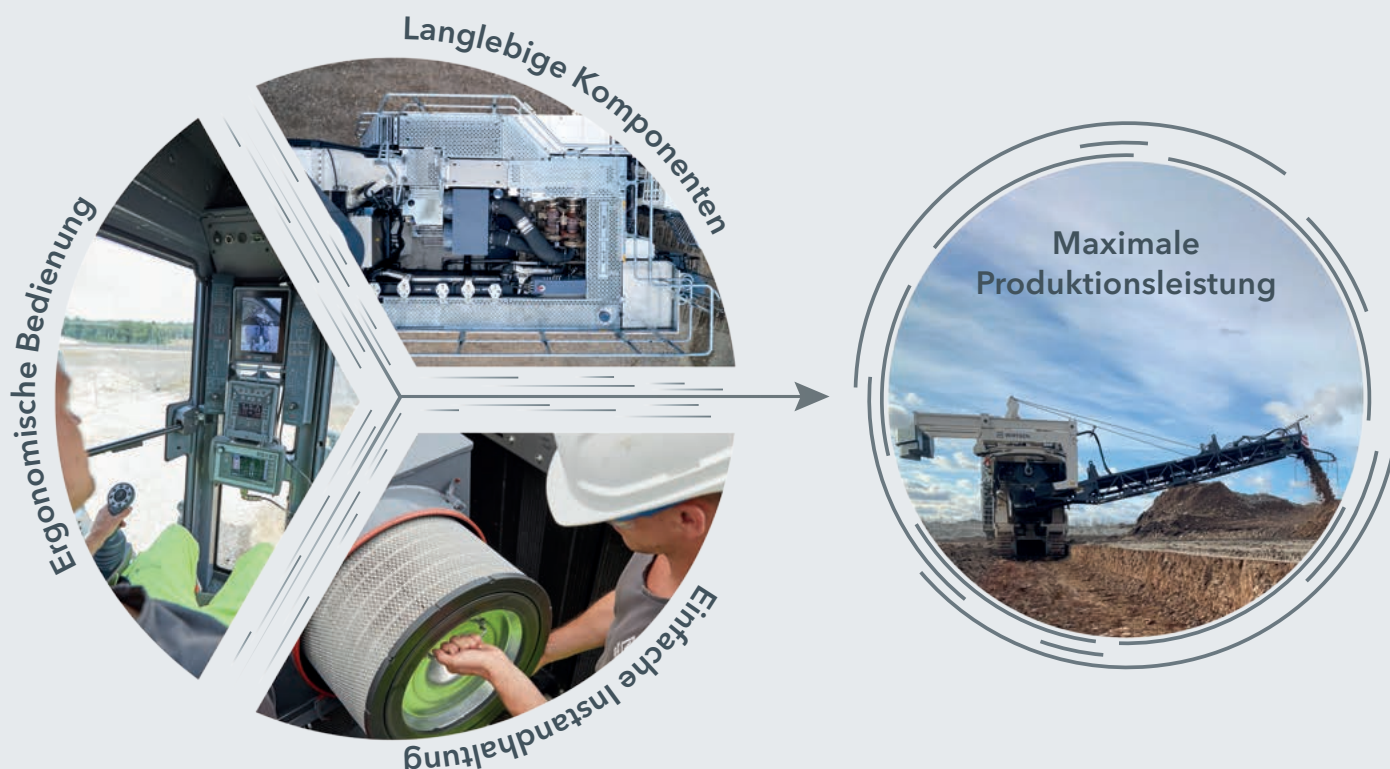 Langlebige Komponenten
Ergonomische Bedienung
Einfache Instandhaltung
Maximale
Produktionsleistung